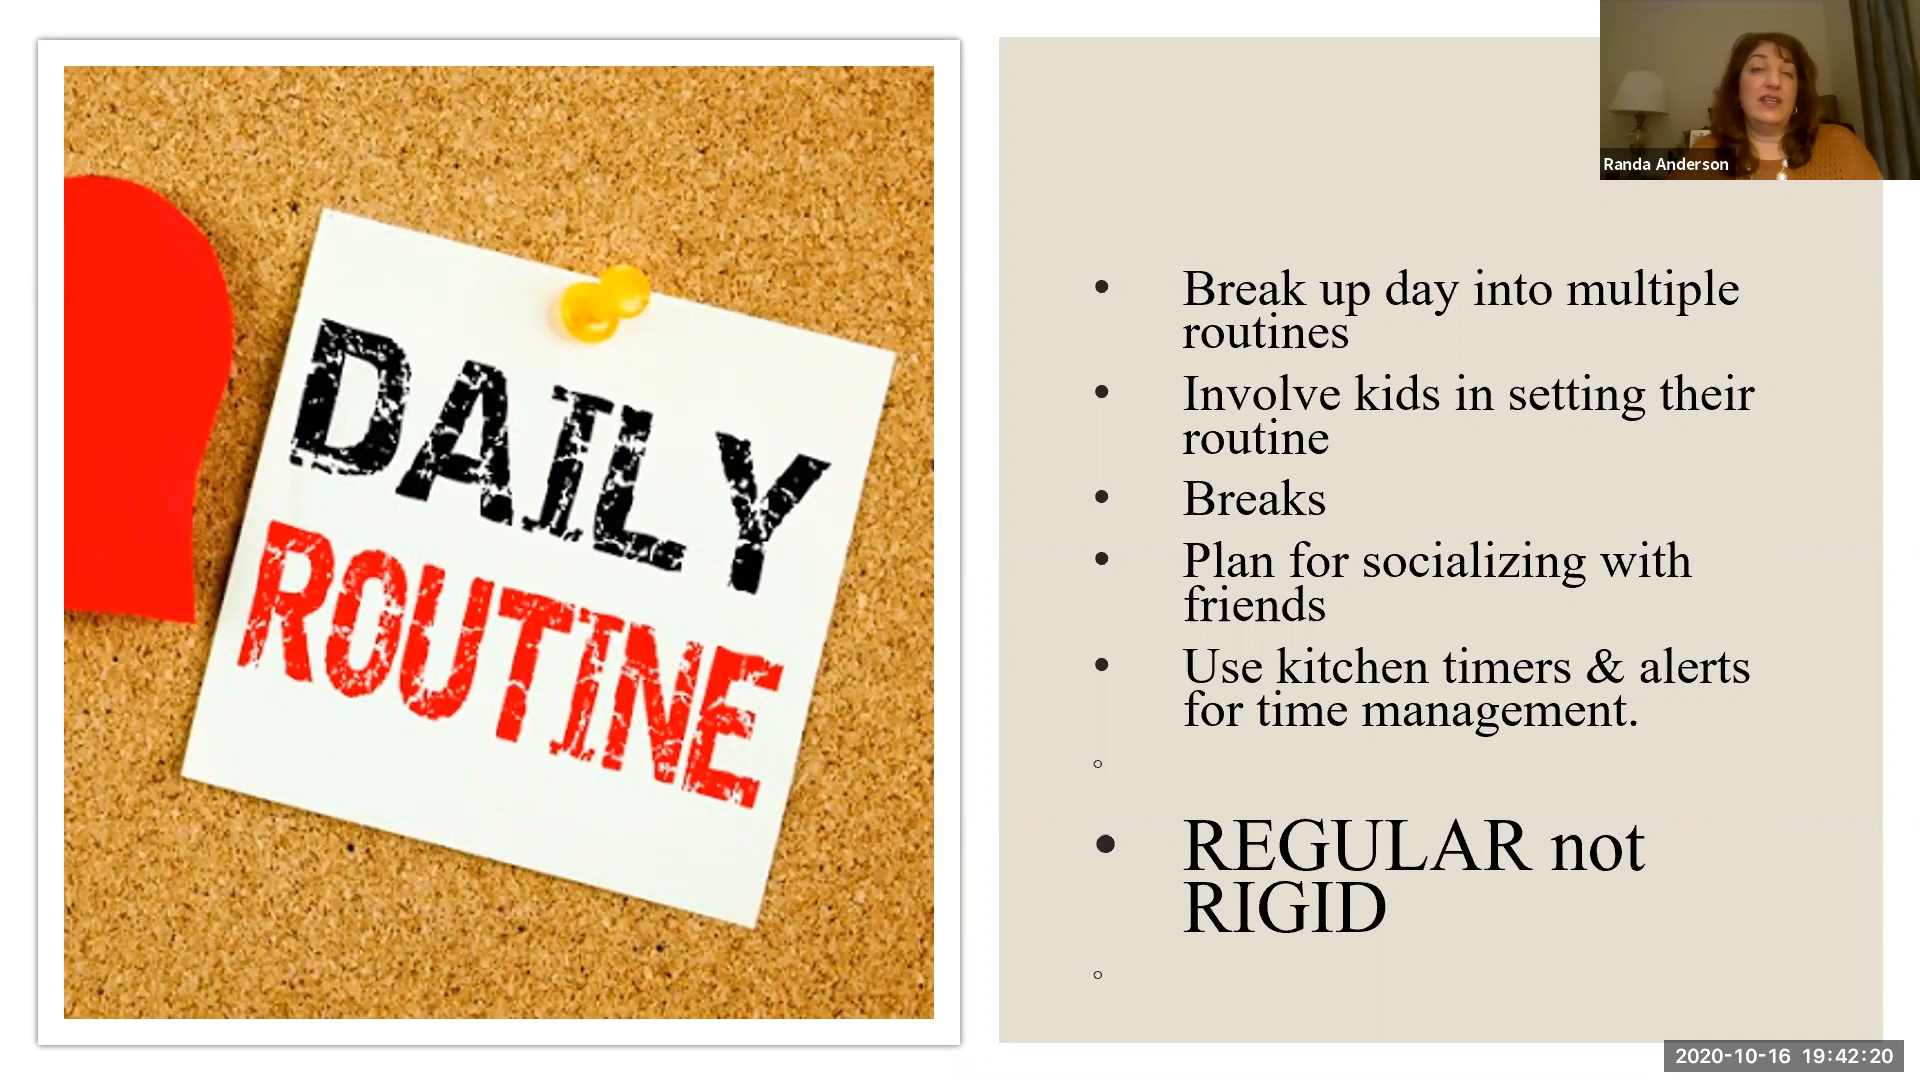 DAILY
ROUTINE
Randa Anderson
• Break up day into multiple
routines
• Involve kids in setting their
routine
• Breaks
• Plan for socializing with
friends
• Use kitchen timers & alerts
for time management.
• REGULAR not
RIGID
2020-10-16 19:42:20